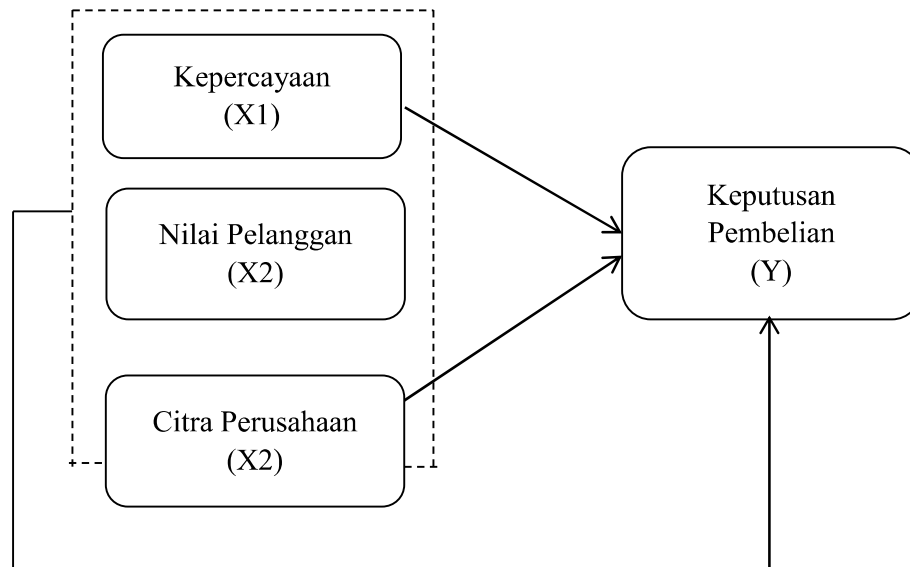 Kepercayaan
(X1)
Nilai Pelanggan
(X2)
Citra Perusahaan
(X2)
Keputusan
Pembelian
(Y)